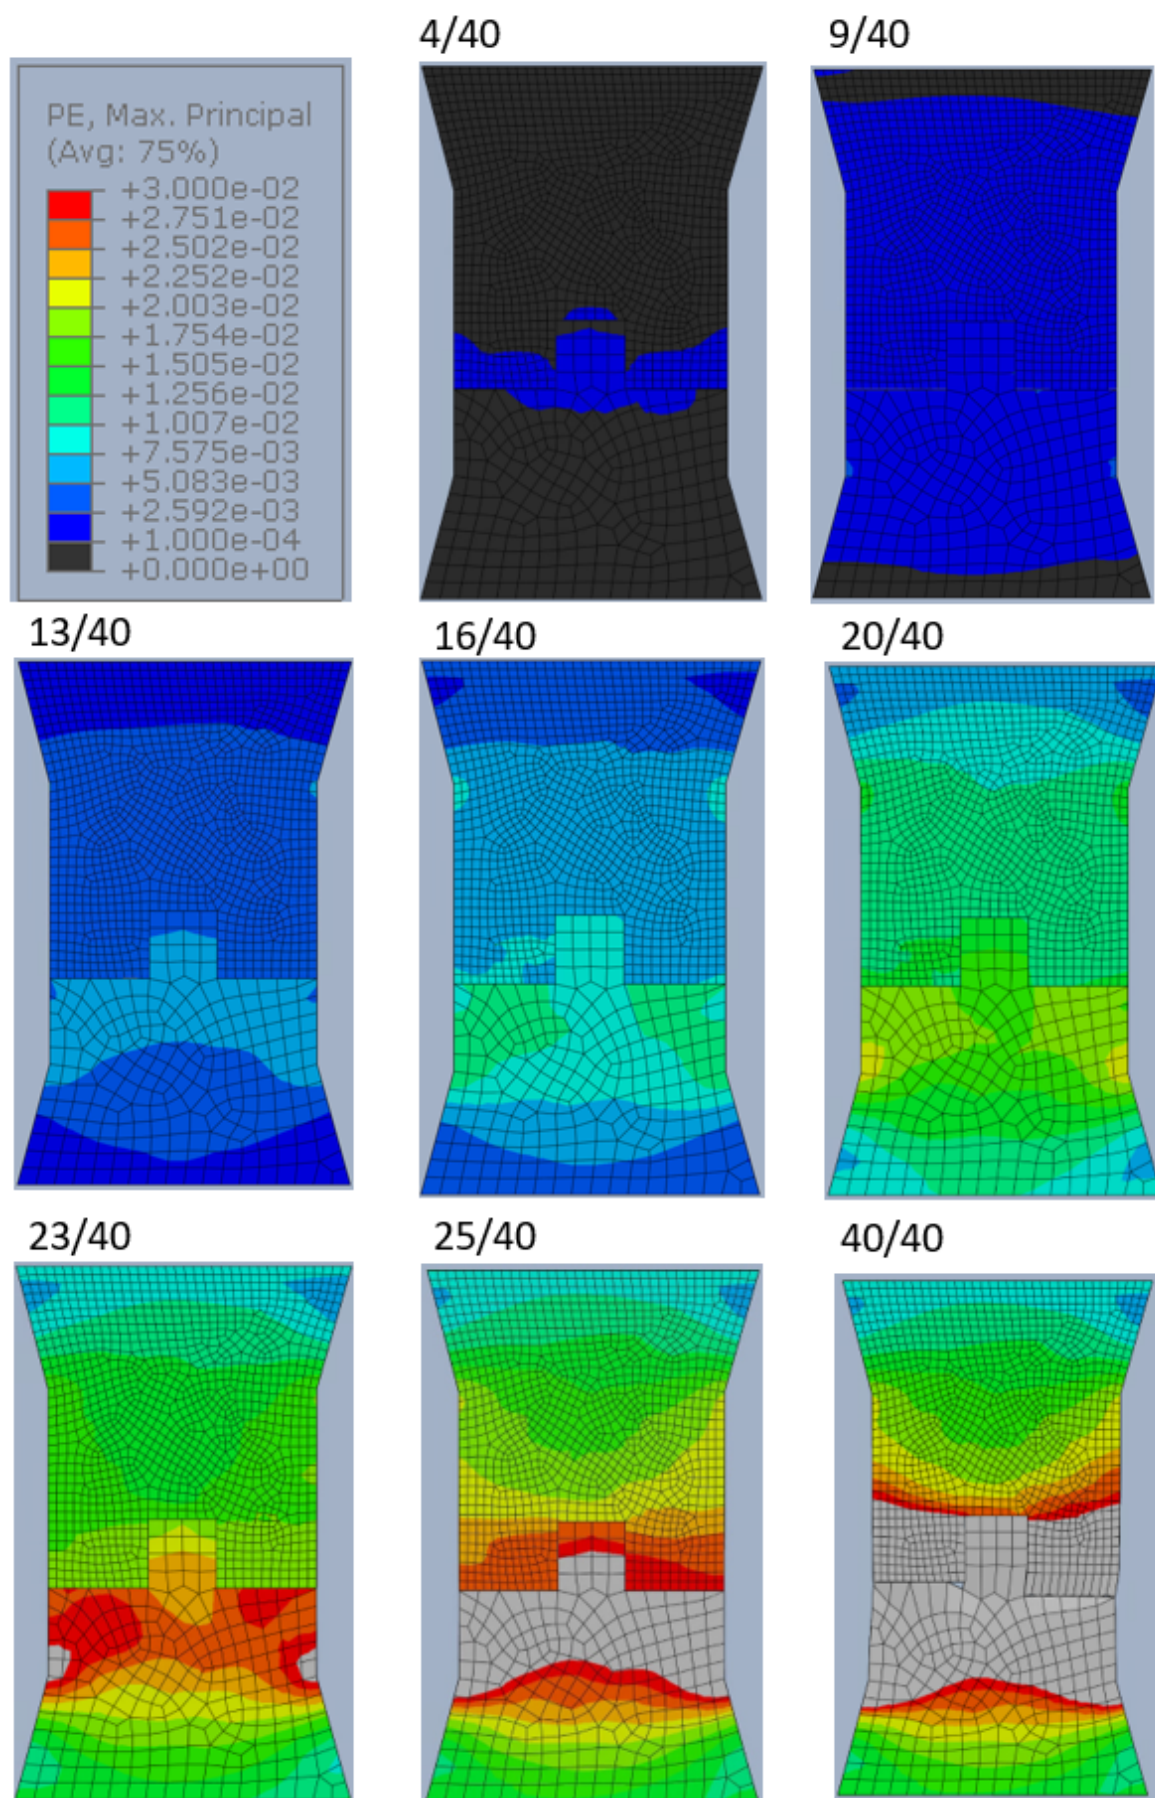 4/40
9/40
PE, Max. Principal
(Avg: 75%)
+3.000e-02
+2.751e-02
+2.502e-02
+2.252e-02
+2.003e-02
+1.754e-02
+1.505e-02
+1.256e-02
+1.007e-02
+7.575e-03
+5.083e-03
+2.592e-03
+1.000e-04
+0.000e+00
13/40
16/40
20/40
23/40
25/40
40/40